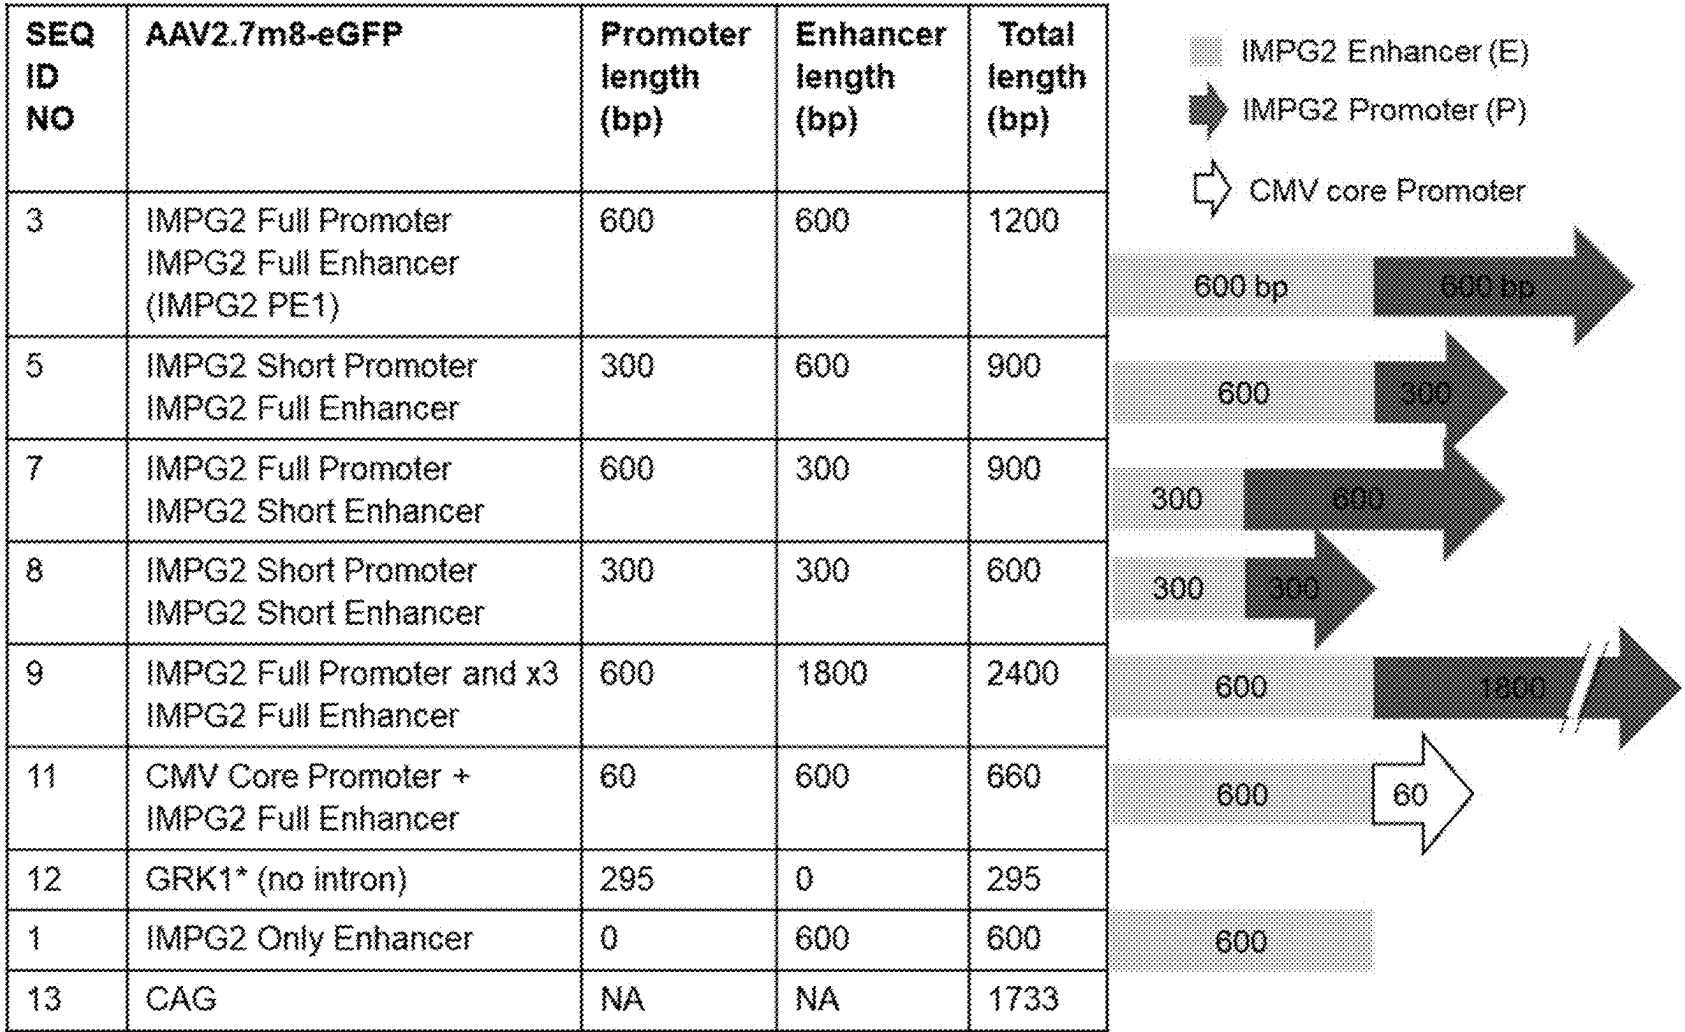 SEQ ID NO AAV2.7m8-eGFP Promoter length (bp) Enhancer length (bp) Total length (bp)
IMPG2 Enhancer (E)
IMPG2 Promoter (P)
CMV core Promoter
3 IMPG2 Full Promoter 600 600 1200
IMPG2 Full Enhancer
(IMPG2 PE1)
600 bp 600 bp
5 IMPG2 Short Promoter 300 600 900
IMPG2 Full Enhancer
600 300
7 IMPG2 Full Promoter 600 300 900
IMPG2 Short Enhancer
300 600
8 IMPG2 Short Promoter 300 300 600
IMPG2 Short Enhancer
300 300
9 IMPG2 Full Promoter and x3 600 1800 2400
IMPG2 Full Enhancer
600 1800
11 CMV Core Promoter + 60 600 660
IMPG2 Full Enhancer
600 60
12 GRK1* (no intron) 295 0 295
1 IMPG2 Only Enhancer 0 600 600
600
13 CAG NA NA 1733